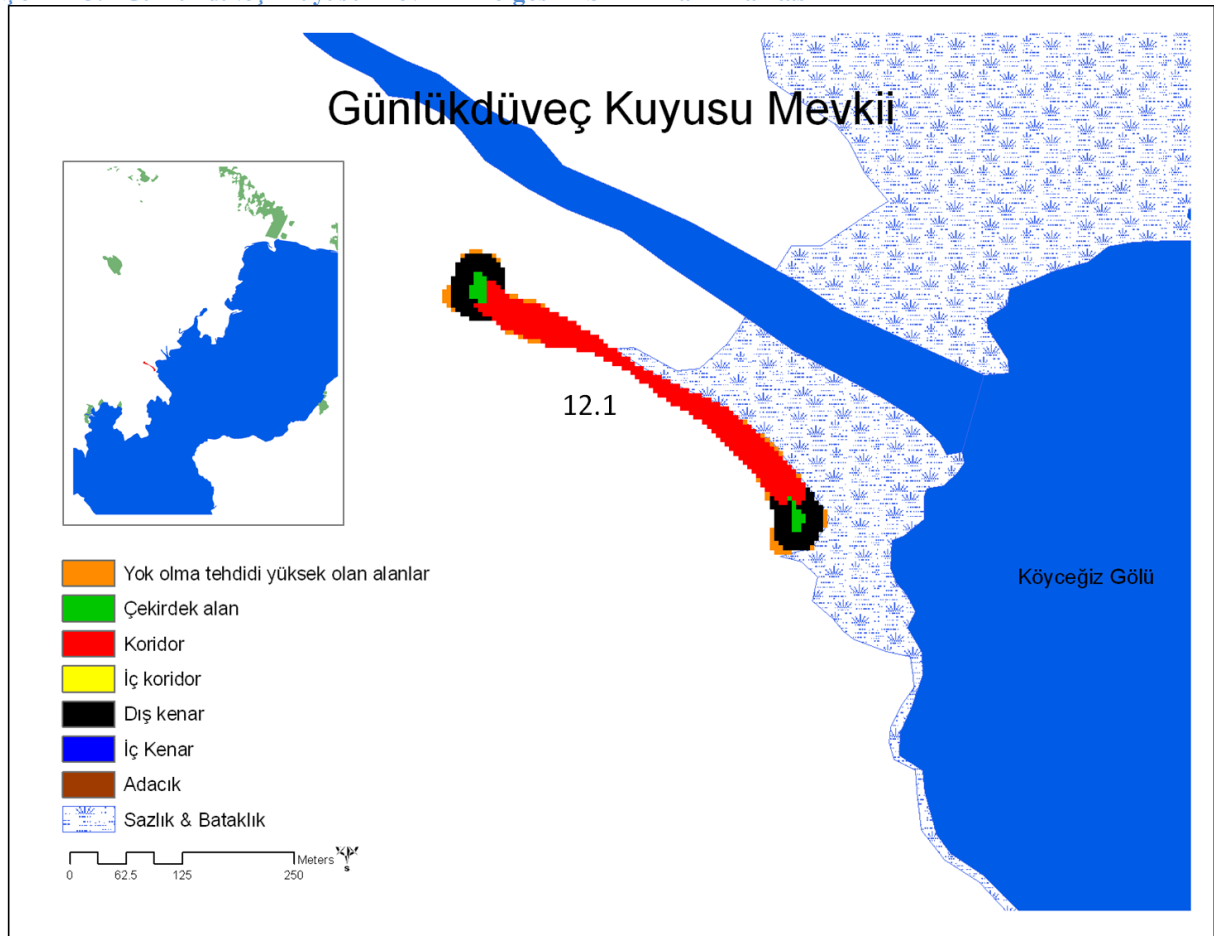 Günlükdüveç Kuyusu Mevkii
12.1
Köyceğiz Gölü
Yok olma tehdidi yüksek olan alanlar
Çekirdek alan
Koridor
İç koridor
Dış kenar
İç Kenar
Adacık
Sazlık & Bataklık
Meters
0 62.5 125 250
S